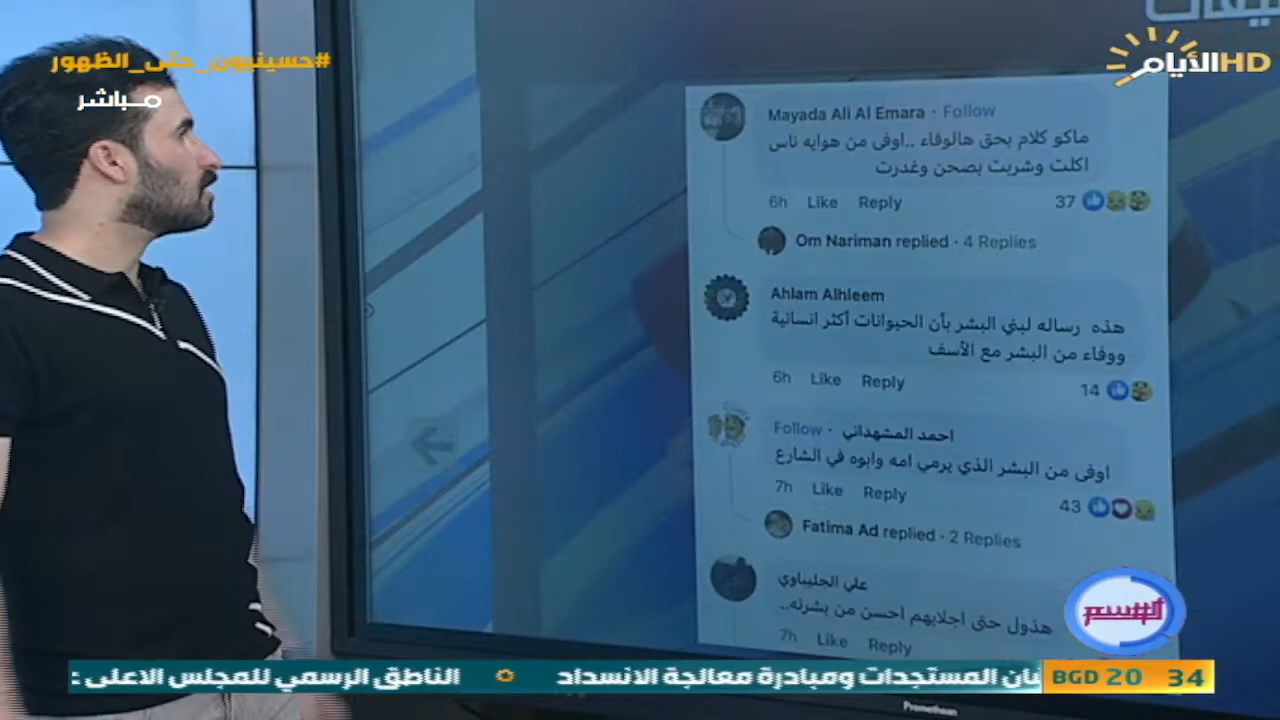 #حسينيون_حتى_الظهور
مباشر
الأيام HD
Mayada Ali Al Emara · Follow
ماكو كلام بحق هالوفاء ..اوفى من هوايه ناس
اكلت وشربت بصحن وغدرت
6h Like Reply 37
Om Nariman replied · 4 Replies
Ahlam Alhleem
هذه رساله لبني البشر بأن الحيوانات أكثر انسانية
ووفاء من البشر مع الأسف
6h Like Reply 14
Follow · احمد المشهداني
اوفى من البشر الذي يرمي امه وابوه في الشارع
7h Like Reply 43
Fatima Ad replied · 2 Replies
علي الحليباوي
هذول حتى اجلابهم احسن من بشرنه..
7h Like Reply
المستجدات ومبادرة معالجة الانسداد
الناطق الرسمي للمجلس الاعلى
BGD 20 34
Promethean